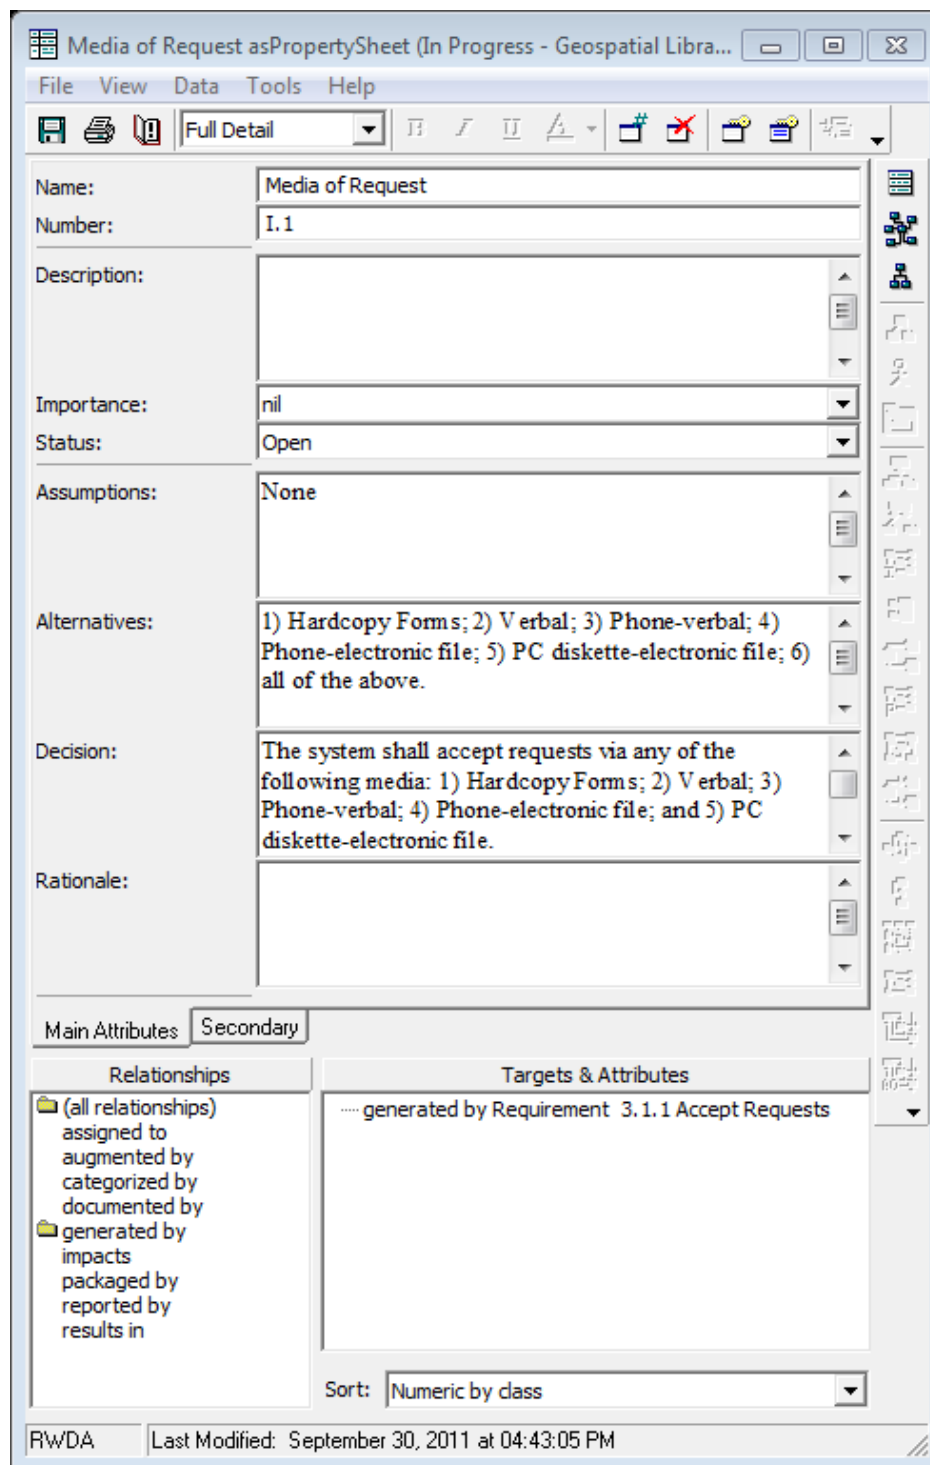 Media of Request asPropertySheet (In Progress - Geospatial Libra...
File View Data Tools Help
Full Detail B I U A
Name: Media of Request
Number: I.1
Description:
Importance: nil
Status: Open
Assumptions: None
Alternatives: 1) Hardcopy Forms; 2) Verbal; 3) Phone-verbal; 4)
Phone-electronic file; 5) PC diskette-electronic file; 6)
all of the above.
Decision: The system shall accept requests via any of the
following media: 1) Hardcopy Forms; 2) Verbal; 3)
Phone-verbal; 4) Phone-electronic file; and 5) PC
diskette-electronic file.
Rationale:
Main Attributes Secondary
Relationships Targets & Attributes
(all relationships) generated by Requirement 3.1.1 Accept Requests
assigned to
augmented by
categorized by
documented by
generated by
impacts
packaged by
reported by
results in
Sort: Numeric by class
RWDA Last Modified: September 30, 2011 at 04:43:05 PM